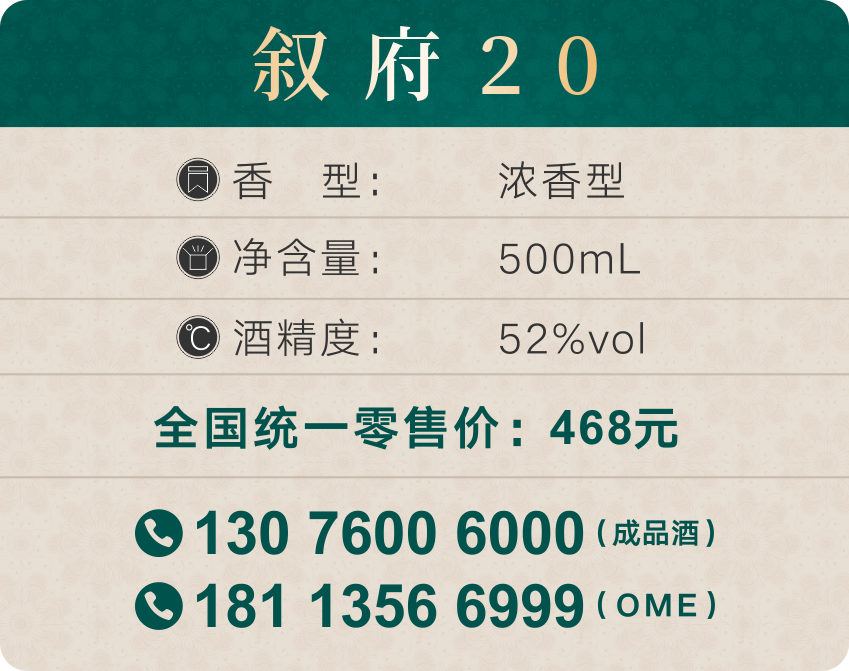 叙府20
香 型: 浓香型
净含量: 500mL
℃ 酒精度: 52%vol
全国统一零售价: 468元
130 7600 6000 (成品酒)
181 1356 6999 (OME)